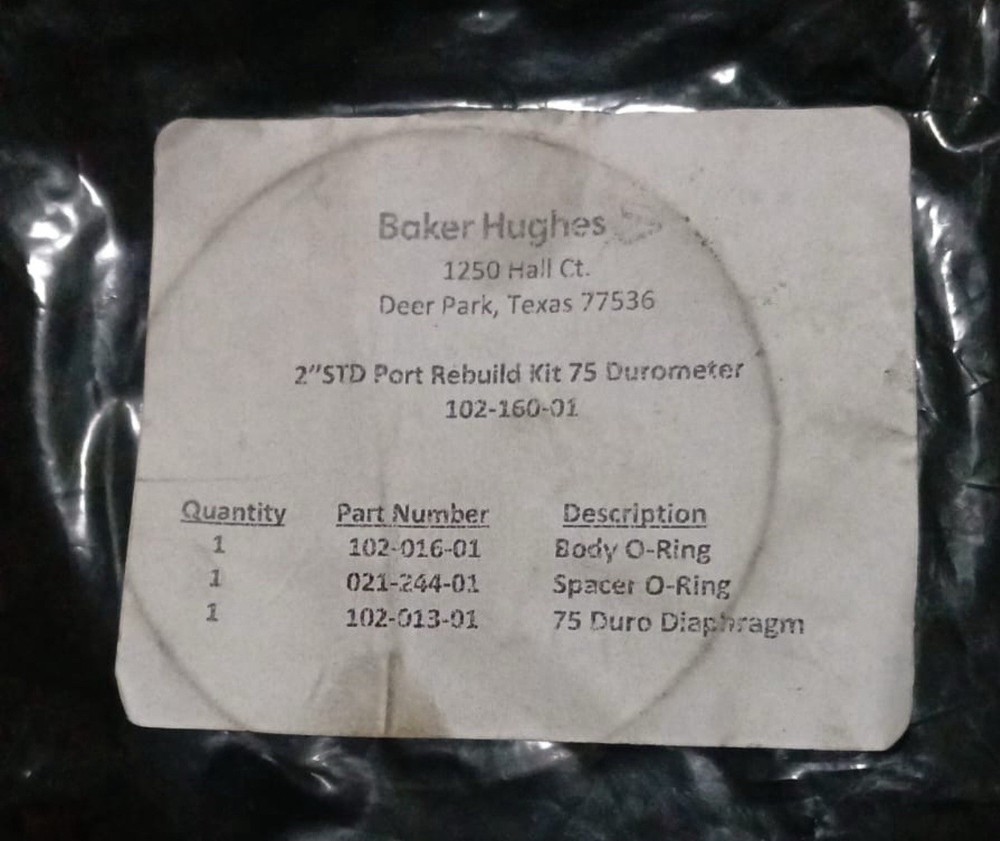 Baker Hughes
1250 Hall Ct.
Deer Park, Texas 77536
2"STD Port Rebuild Kit 75 Durometer
102-160-01
Quantity Part Number Description
1 102-016-01 Body O-Ring
1 021-244-01 Spacer O-Ring
1 102-013-01 75 Duro Diaphragm